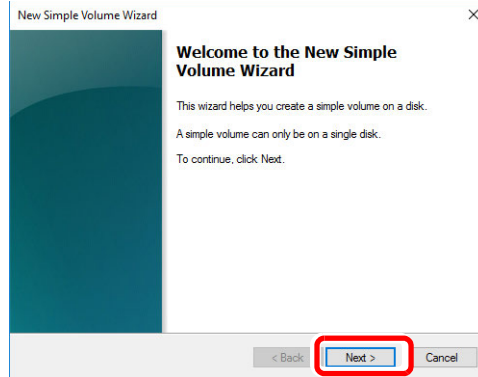 New Simple Volume Wizard
Welcome to the New Simple
Volume Wizard
This wizard helps you create a simple volume on a disk.
A simple volume can only be on a single disk.
To continue, click Next.
< Back
Next >
Cancel